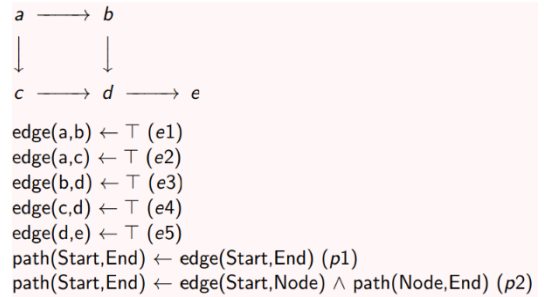 a ⟶ b
↓ ↓
c ⟶ d ⟶ e
edge(a,b) ← ⊤ (e1)
edge(a,c) ← ⊤ (e2)
edge(b,d) ← ⊤ (e3)
edge(c,d) ← ⊤ (e4)
edge(d,e) ← ⊤ (e5)
path(Start,End) ← edge(Start,End) (p1)
path(Start,End) ← edge(Start,Node) ∧ path(Node,End) (p2)